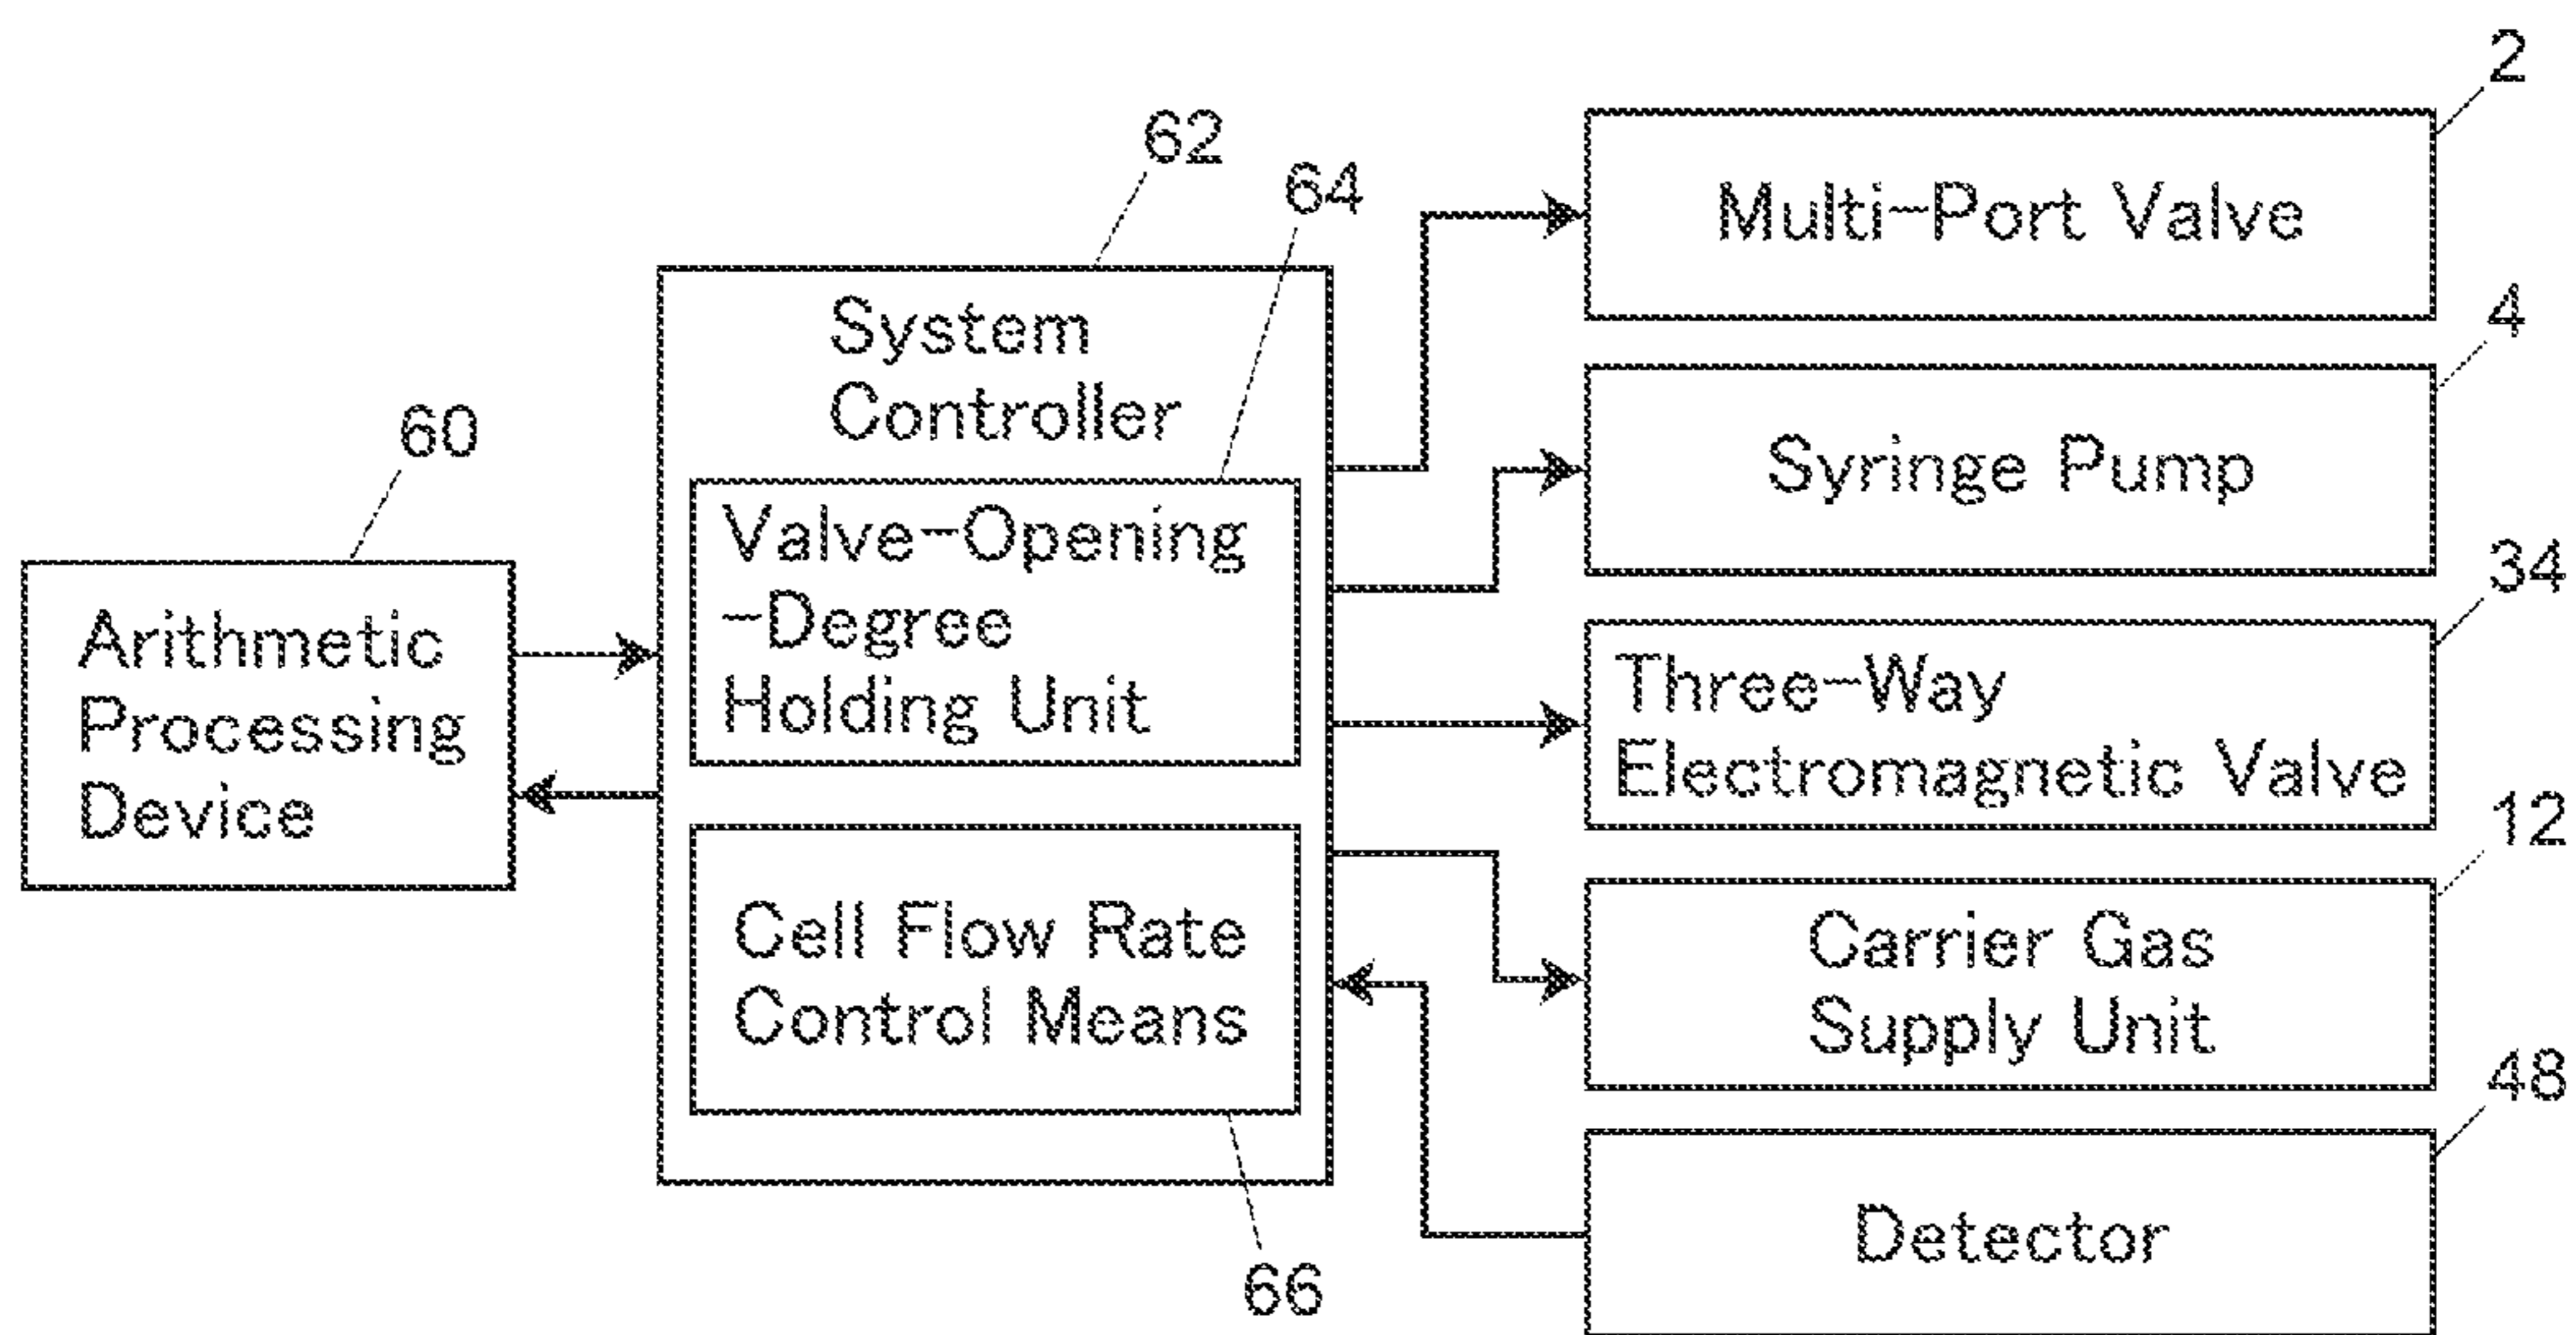 2
62
64
Multi-Port Valve
System
Controller
4
60
Syringe Pump
Valve-Opening
-Degree
Holding Unit
34
Arithmetic
Processing
Device
Three-Way
Electromagnetic Valve
12
Cell Flow Rate
Control Means
Carrier Gas
Supply Unit
48
Detector
66